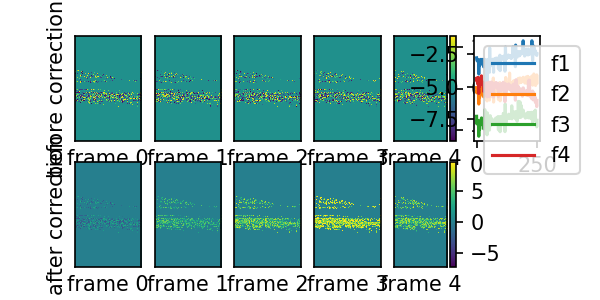 before correction
frame 0 frame 1 frame 2 frame 3 frame 4
−2.5
−5.0
−7.5
0 250
f1
f2
f3
f4
after correction
frame 0 frame 1 frame 2 frame 3 frame 4
5
0
−5